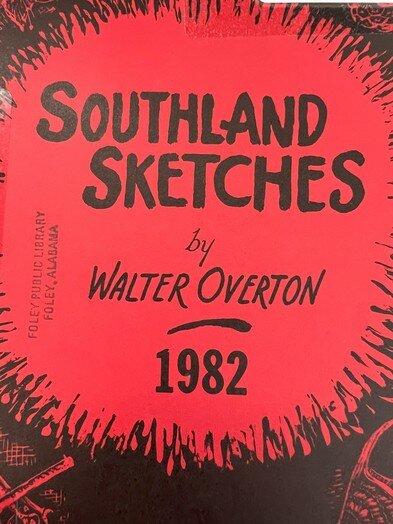 SOUTHLAND
SKETCHES
by
WALTER OVERTON
1982
FOLEY PUBLIC LIBRARY
FOLEY, ALABAMA